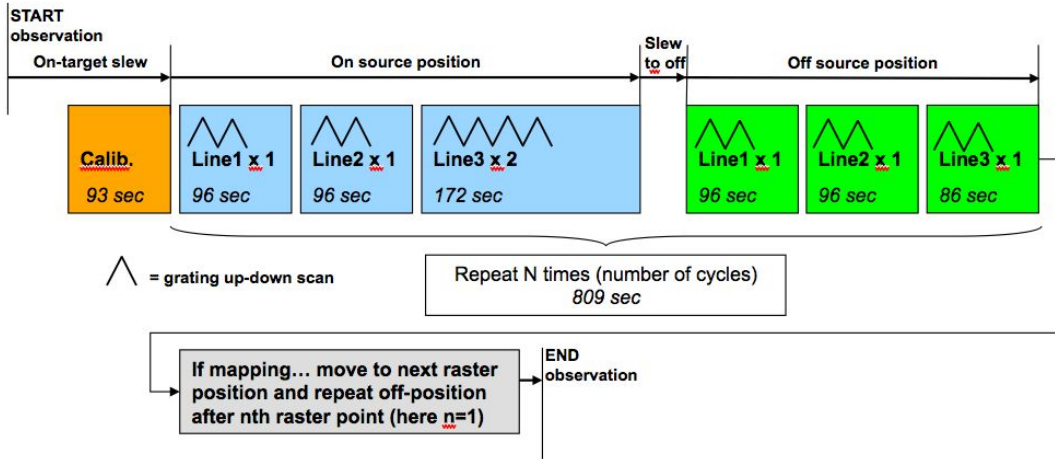 START
observation
On-target slew
On source position
Slew
to off
Off source position
Calib.
93 sec
Line1 x 1
96 sec
Line2 x 1
96 sec
Line3 x 2
172 sec
Line1 x 1
96 sec
Line2 x 1
96 sec
Line3 x 1
86 sec
= grating up-down scan
Repeat N times (number of cycles)
809 sec
If mapping... move to next raster
position and repeat off-position
after nth raster point (here n=1)
END
observation